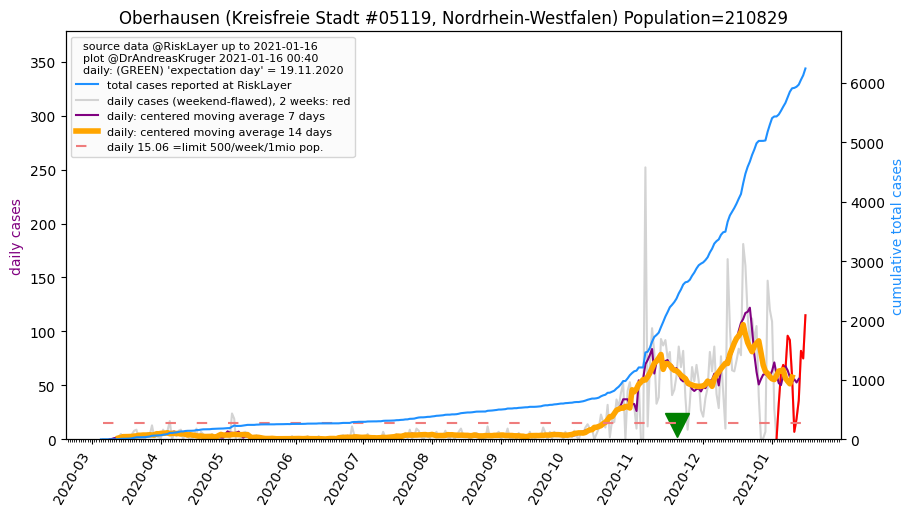 Oberhausen (Kreisfreie Stadt #05119, Nordrhein-Westfalen) Population=210829
source data @RiskLayer up to 2021-01-16
plot @DrAndreasKruger 2021-01-16 00:40
daily: (GREEN) 'expectation day' = 19.11.2020
total cases reported at RiskLayer
daily cases (weekend-flawed), 2 weeks: red
daily: centered moving average 7 days
daily: centered moving average 14 days
daily 15.06 =limit 500/week/1mio pop.
daily cases
350
300
250
200
150
100
50
0
cumulative total cases
6000
5000
4000
3000
2000
1000
0
2020-03
2020-04
2020-05
2020-06
2020-07
2020-08
2020-09
2020-10
2020-11
2020-12
2021-01